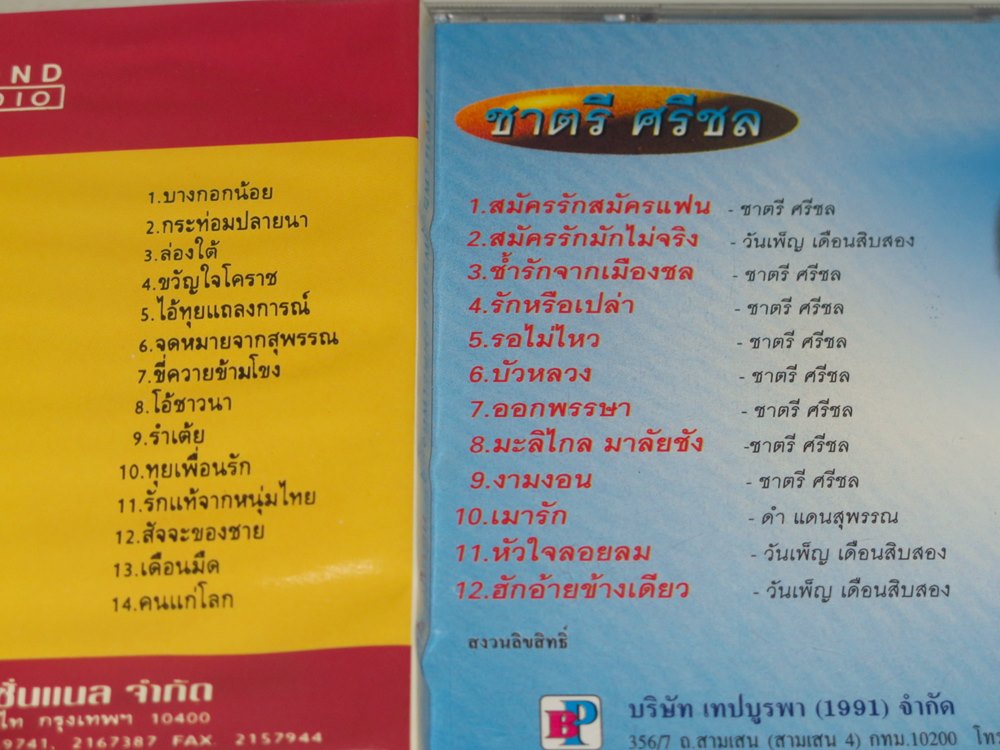 ND
DIO
1.บางกอกน้อย
2.กระท่อมปลายนา
3.ล่องใต้
4.ขวัญใจโคราช
5.ไอ้ทุยแถลงการณ์
6.จดหมายจากสุพรรณ
7.ขี่ควายข้ามโขง
8.โอ้ชาวนา
9.รำเต้ย
10.ทุยเพื่อนรัก
11.รักแท้จากหนุ่มไทย
12.สัจจะของชาย
13.เดือนมืด
14.คนแก่โลก
ชั่นแนล จำกัด
ไท กรุงเทพฯ 10400
9741, 2167387 FAX 2157944
ชาตรี ศรีชล
1.สมัครรักสมัครแฟน - ชาตรี ศรีชล
2.สมัครรักมักไม่จริง - วันเพ็ญ เดือนสิบสอง
3.ช้ำรักจากเมืองชล - ชาตรี ศรีชล
4.รักหรือเปล่า - ชาตรี ศรีชล
5.รอไม่ไหว - ชาตรี ศรีชล
6.บัวหลวง - ชาตรี ศรีชล
7.ออกพรรษา - ชาตรี ศรีชล
8.มะลิไกล มาลัยชัง -ชาตรี ศรีชล
9.งามงอน - ชาตรี ศรีชล
10.เมารัก - ดำ แดนสุพรรณ
11.หัวใจลอยลม - วันเพ็ญ เดือนสิบสอง
12.ฮักอ้ายข้างเดียว - วันเพ็ญ เดือนสิบสอง
สงวนลิขสิทธิ์
BP
บริษัท เทปบูรพา (1991) จำกัด
356/7 ถ.สามเสน (สามเสน 4) กทม.10200 โทร